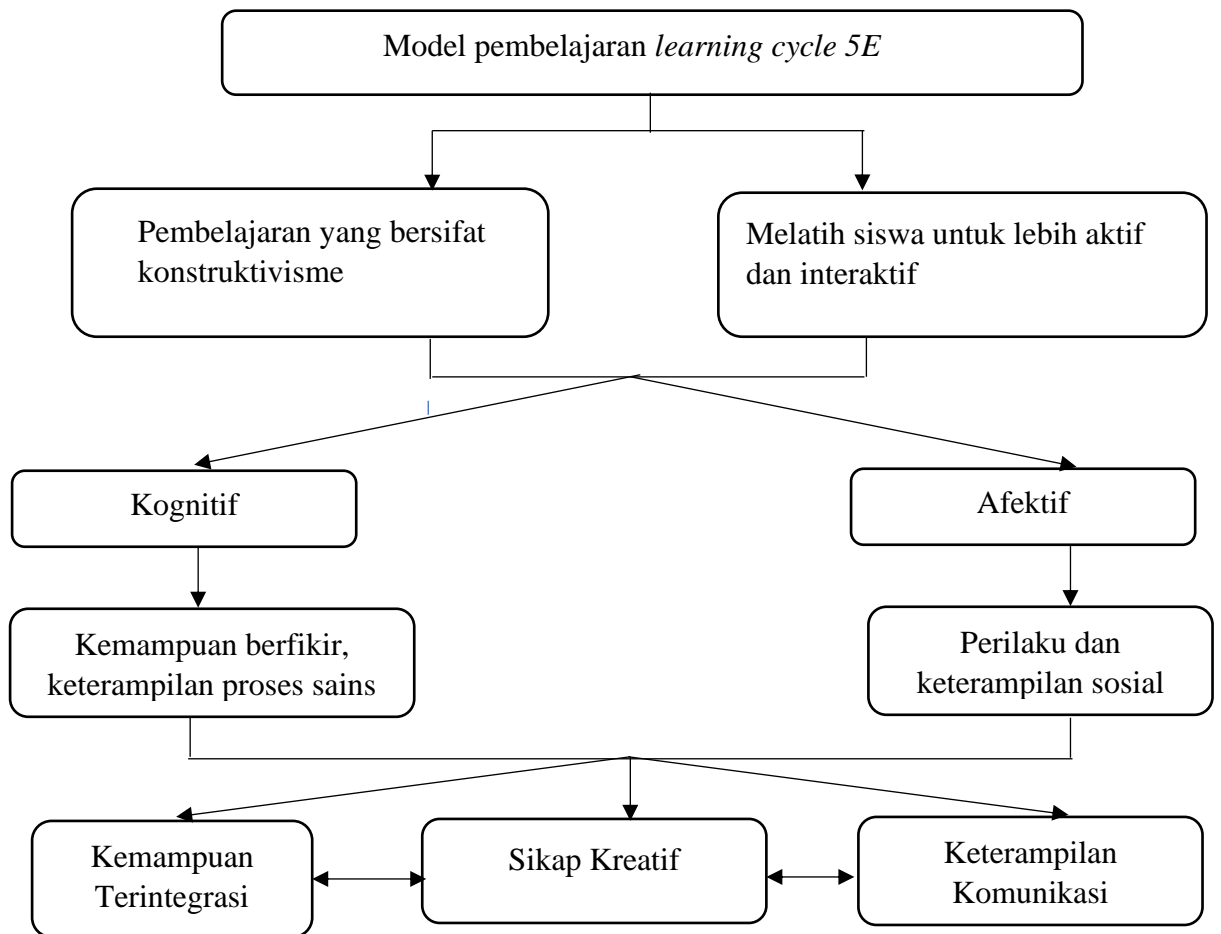 Model pembelajaran learning cycle 5E
Pembelajaran yang bersifat
konstruktivisme
Melatih siswa untuk lebih aktif
dan interaktif
Kognitif
Afektif
Kemampuan berfikir,
keterampilan proses sains
Perilaku dan
keterampilan sosial
Kemampuan
Terintegrasi
Sikap Kreatif
Keterampilan
Komunikasi